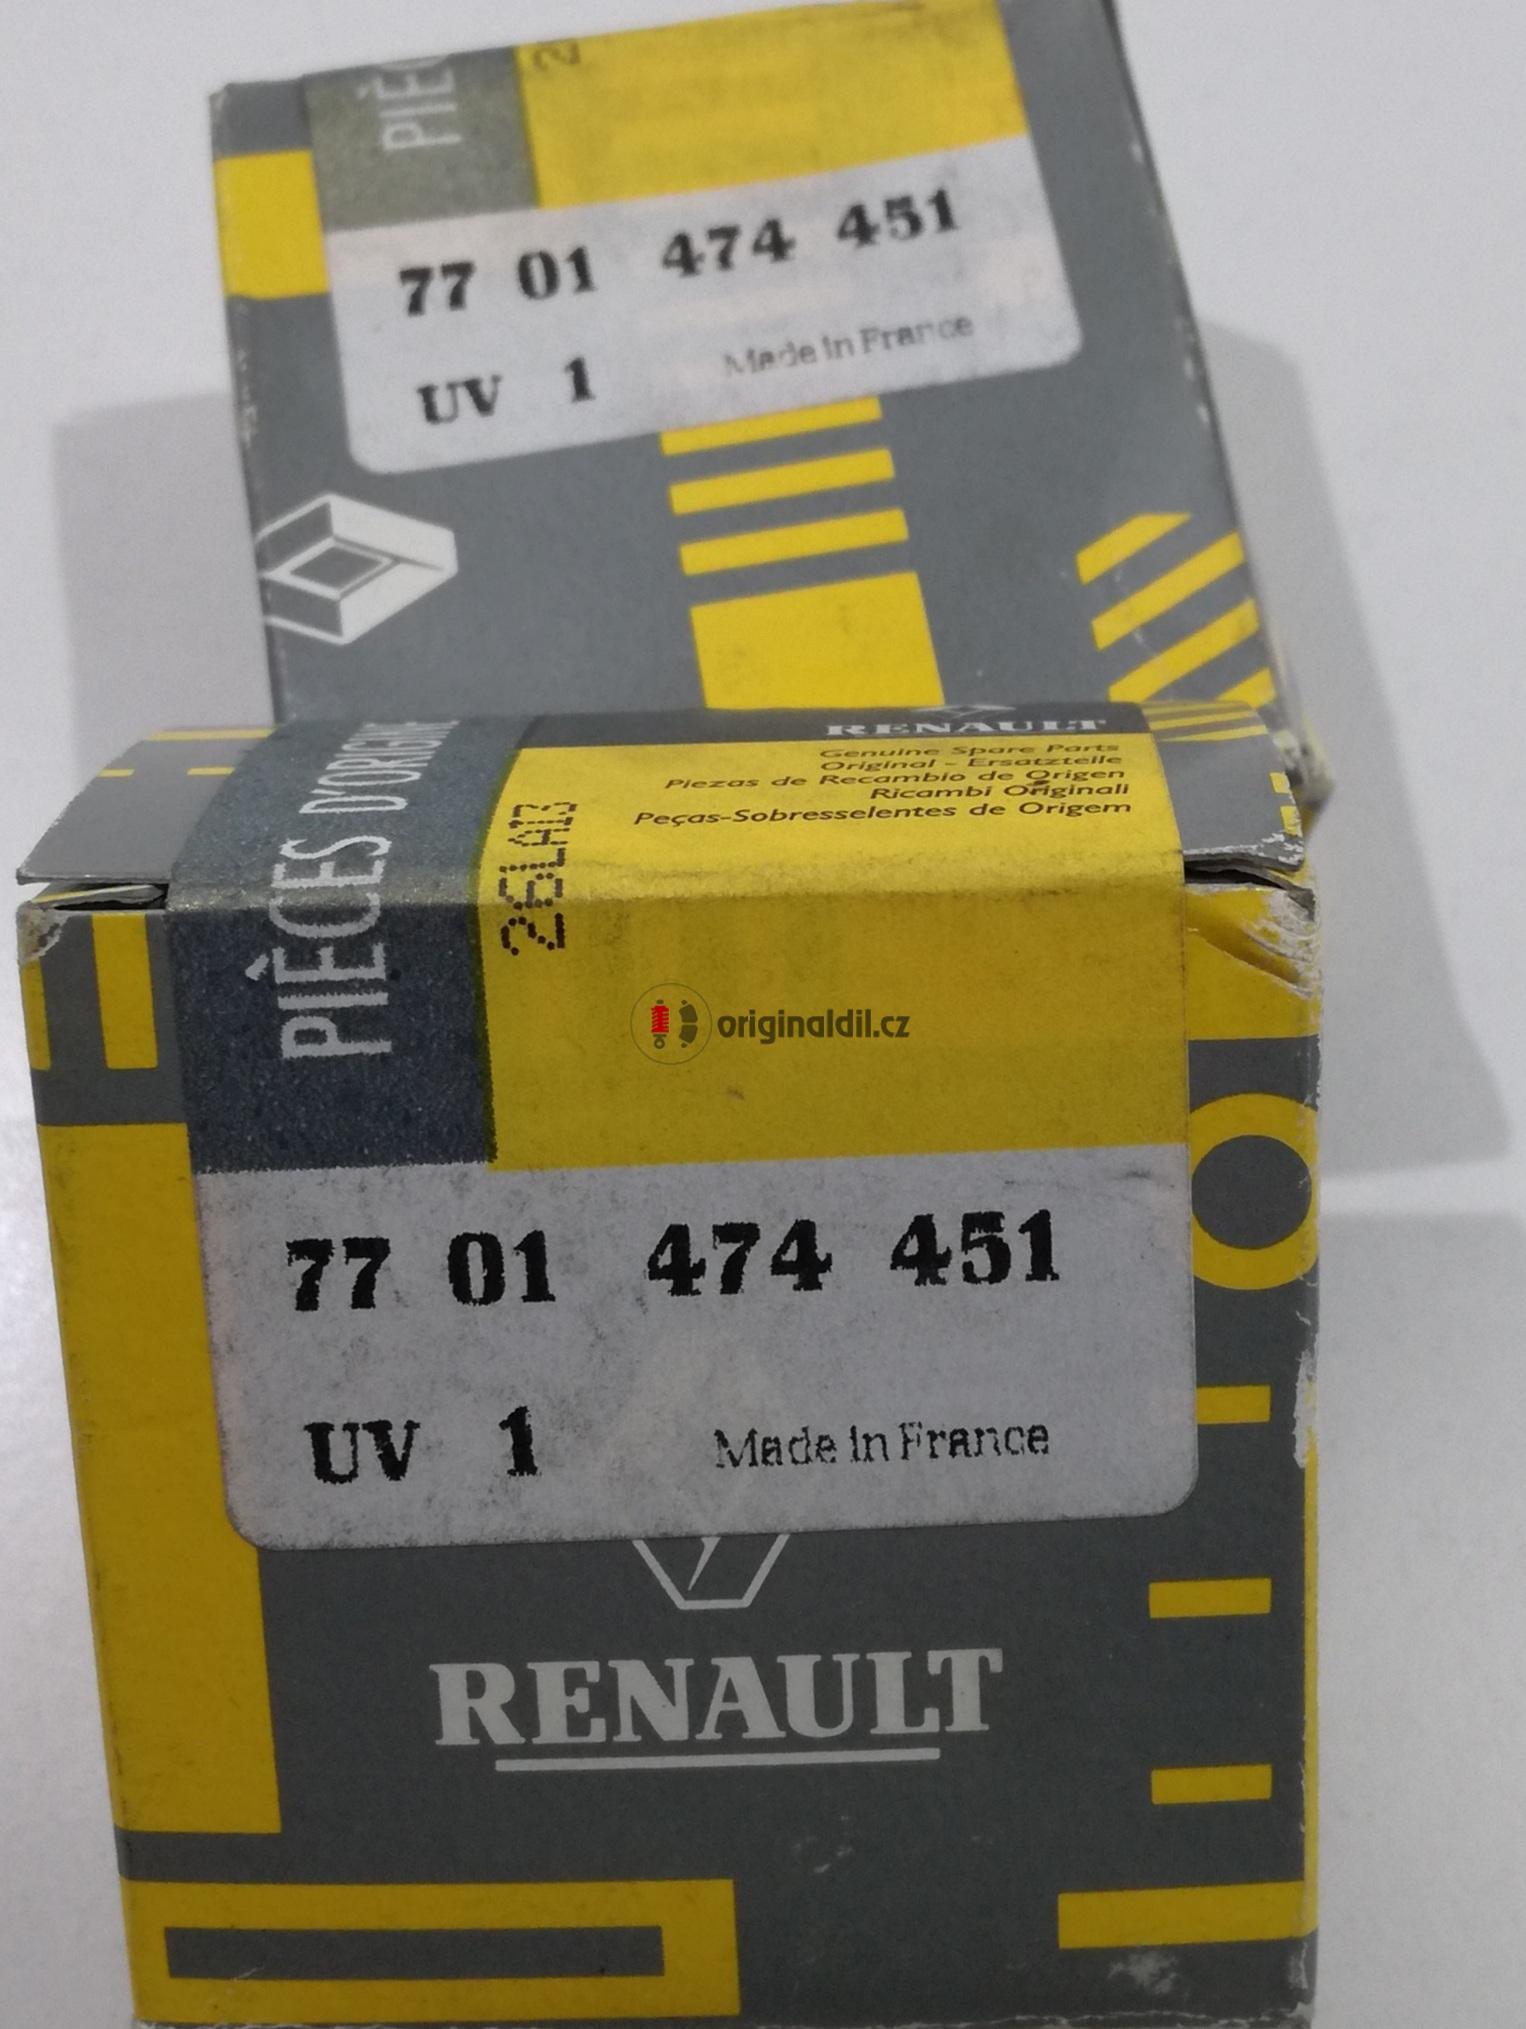 PIÈC
77 01 474 451
UV 1
Made in France
RENAULT
Genuine Spare Parts
Original - Ersatzteile
Piezas de Recambio de Origen
Ricambi Originali
Peças-Sobresselentes de Origem
PIÈCES D'ORIGINE
26LA13
originaldil.cz
77 01 474 451
UV 1
Made in France
RENAULT